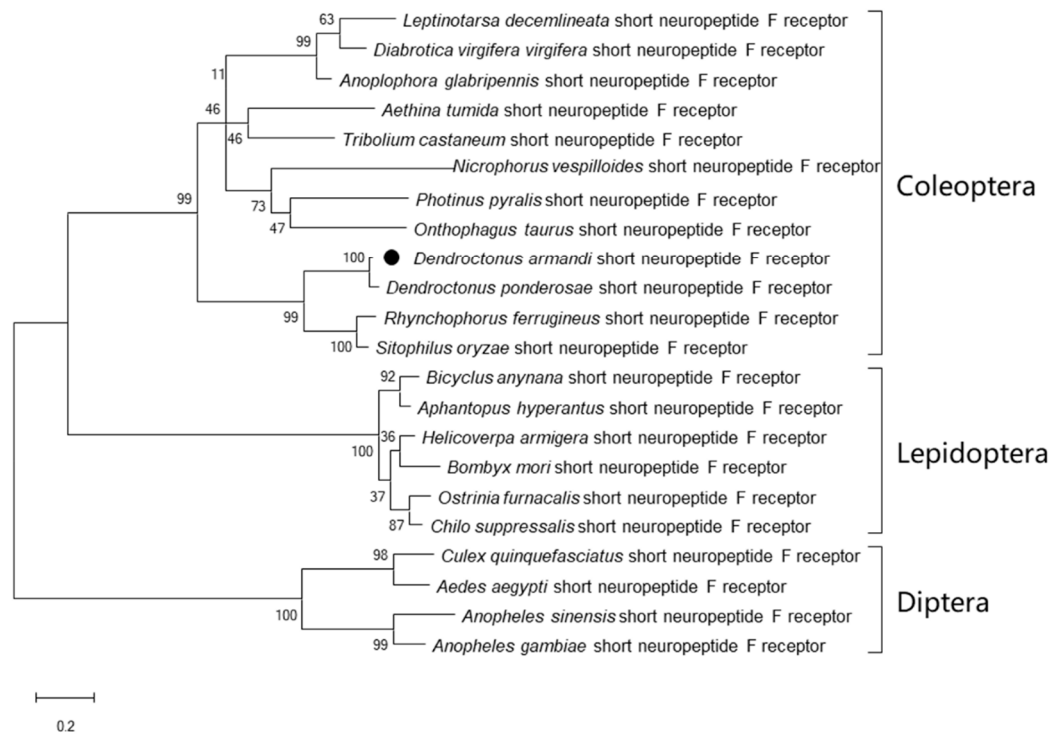 63
Leptinotarsa decemlineata short neuropeptide F receptor
99
Diabrotica virgifera virgifera short neuropeptide F receptor
11
Anoplophora glabripennis short neuropeptide F receptor
46
Aethina tumida short neuropeptide F receptor
46
Tribolium castaneum short neuropeptide F receptor
Nicrophorus vespilloides short neuropeptide F receptor
Coleoptera
99
73
Photinus pyralis short neuropeptide F receptor
47
Onthophagus taurus short neuropeptide F receptor
100
Dendroctonus armandi short neuropeptide F receptor
Dendroctonus ponderosae short neuropeptide F receptor
99
Rhynchophorus ferrugineus short neuropeptide F receptor
100
Sitophilus oryzae short neuropeptide F receptor
92
Bicyclus anynana short neuropeptide F receptor
Aphantopus hyperantus short neuropeptide F receptor
36
Helicoverpa armigera short neuropeptide F receptor
100
Lepidoptera
Bombyx mori short neuropeptide F receptor
37
Ostrinia furnacalis short neuropeptide F receptor
87
Chilo suppressalis short neuropeptide F receptor
98
Culex quinquefasciatus short neuropeptide F receptor
Aedes aegypti short neuropeptide F receptor
Diptera
100
Anopheles sinensis short neuropeptide F receptor
99
Anopheles gambiae short neuropeptide F receptor
0.2